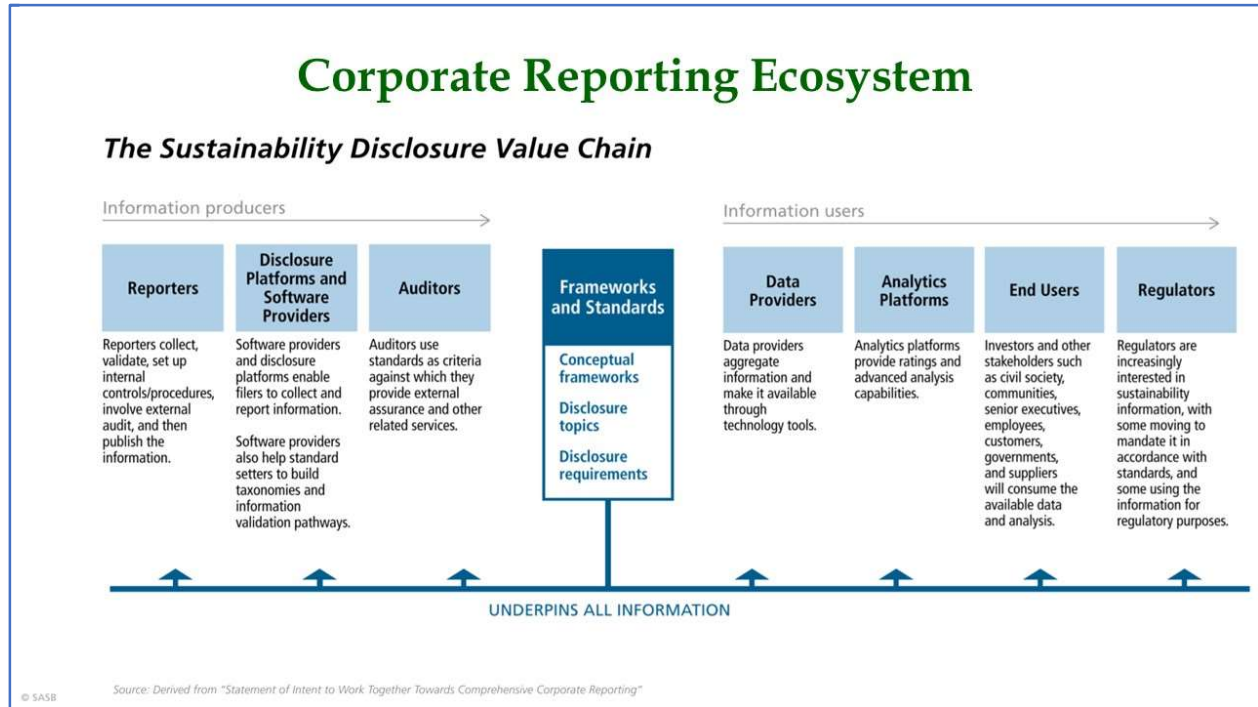 Corporate Reporting Ecosystem
The Sustainability Disclosure Value Chain
Information producers
Reporters
Reporters collect,
validate, set up
internal
controls/procedures,
involve external
audit, and then
publish the
information.
Disclosure
Platforms and
Software
Providers
Software providers
and disclosure
platforms enable
filers to collect and
report information.
Software providers
also help standard
setters to build
taxonomies and
information
validation pathways.
Auditors
Auditors use
standards as criteria
against which they
provide external
assurance and other
related services.
Frameworks
and Standards
Conceptual
frameworks
Disclosure
topics
Disclosure
requirements
Information users
Data
Providers
Data providers
aggregate
information and
make it available
through
technology tools.
Analytics
Platforms
Analytics platforms
provide ratings and
advanced analysis
capabilities.
End Users
Investors and other
stakeholders such
as civil society,
communities,
senior executives,
employees,
customers,
governments,
and suppliers
will consume the
available data
and analysis.
Regulators
Regulators are
increasingly
interested in
sustainability
information, with
some moving to
mandate it in
accordance with
standards, and
some using the
information for
regulatory purposes.
UNDERPINS ALL INFORMATION
© SASB
Source: Derived from "Statement of Intent to Work Together Towards Comprehensive Corporate Reporting"